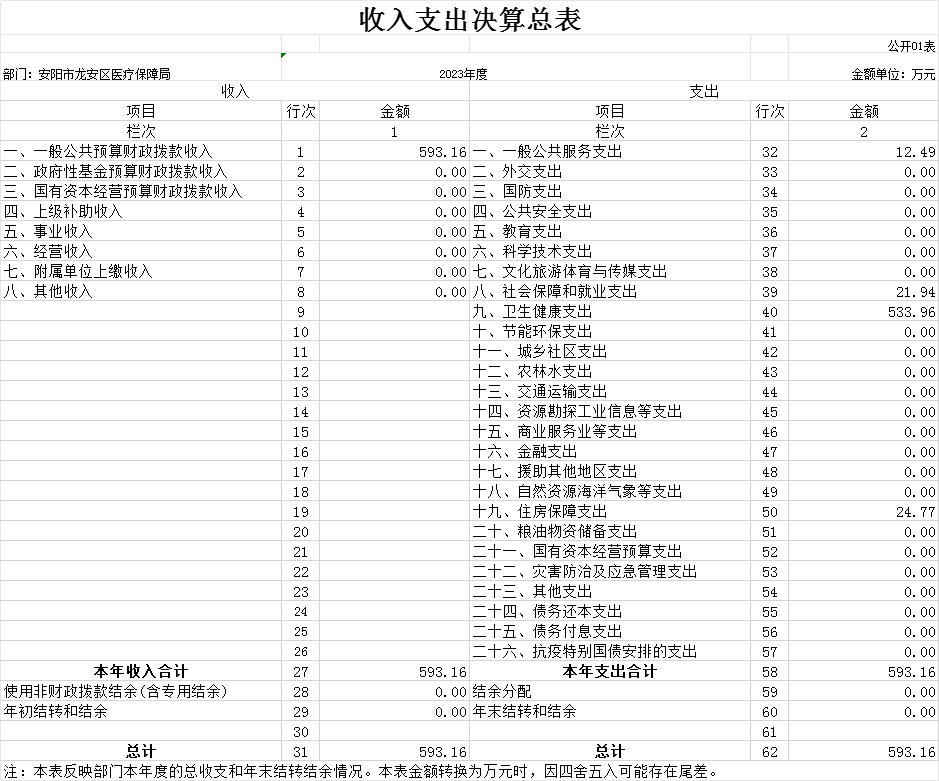 收入支出决算总表
公开01表
部门：安阳市龙安区医疗保障局 2023年度 金额单位：万元
收入 支出
项目 行次 金额 项目 行次 金额
栏次 1 栏次 2
一、一般公共预算财政拨款收入 1 593.16 一、一般公共服务支出 32 12.49
二、政府性基金预算财政拨款收入 2 0.00 二、外交支出 33 0.00
三、国有资本经营预算财政拨款收入 3 0.00 三、国防支出 34 0.00
四、上级补助收入 4 0.00 四、公共安全支出 35 0.00
五、事业收入 5 0.00 五、教育支出 36 0.00
六、经营收入 6 0.00 六、科学技术支出 37 0.00
七、附属单位上缴收入 7 0.00 七、文化旅游体育与传媒支出 38 0.00
八、其他收入 8 0.00 八、社会保障和就业支出 39 21.94
9 九、卫生健康支出 40 533.96
10 十、节能环保支出 41 0.00
11 十一、城乡社区支出 42 0.00
12 十二、农林水支出 43 0.00
13 十三、交通运输支出 44 0.00
14 十四、资源勘探工业信息等支出 45 0.00
15 十五、商业服务业等支出 46 0.00
16 十六、金融支出 47 0.00
17 十七、援助其他地区支出 48 0.00
18 十八、自然资源海洋气象等支出 49 0.00
19 十九、住房保障支出 50 24.77
20 二十、粮油物资储备支出 51 0.00
21 二十一、国有资本经营预算支出 52 0.00
22 二十二、灾害防治及应急管理支出 53 0.00
23 二十三、其他支出 54 0.00
24 二十四、债务还本支出 55 0.00
25 二十五、债务付息支出 56 0.00
26 二十六、抗疫特别国债安排的支出 57 0.00
本年收入合计 27 593.16 本年支出合计 58 593.16
使用非财政拨款结余(含专用结余) 28 0.00 结余分配 59 0.00
年初结转和结余 29 0.00 年末结转和结余 60 0.00
30 61
总计 31 593.16 总计 62 593.16
注：本表反映部门本年度的总收支和年末结转结余情况。本表金额转换为万元时，因四舍五入可能存在尾差。